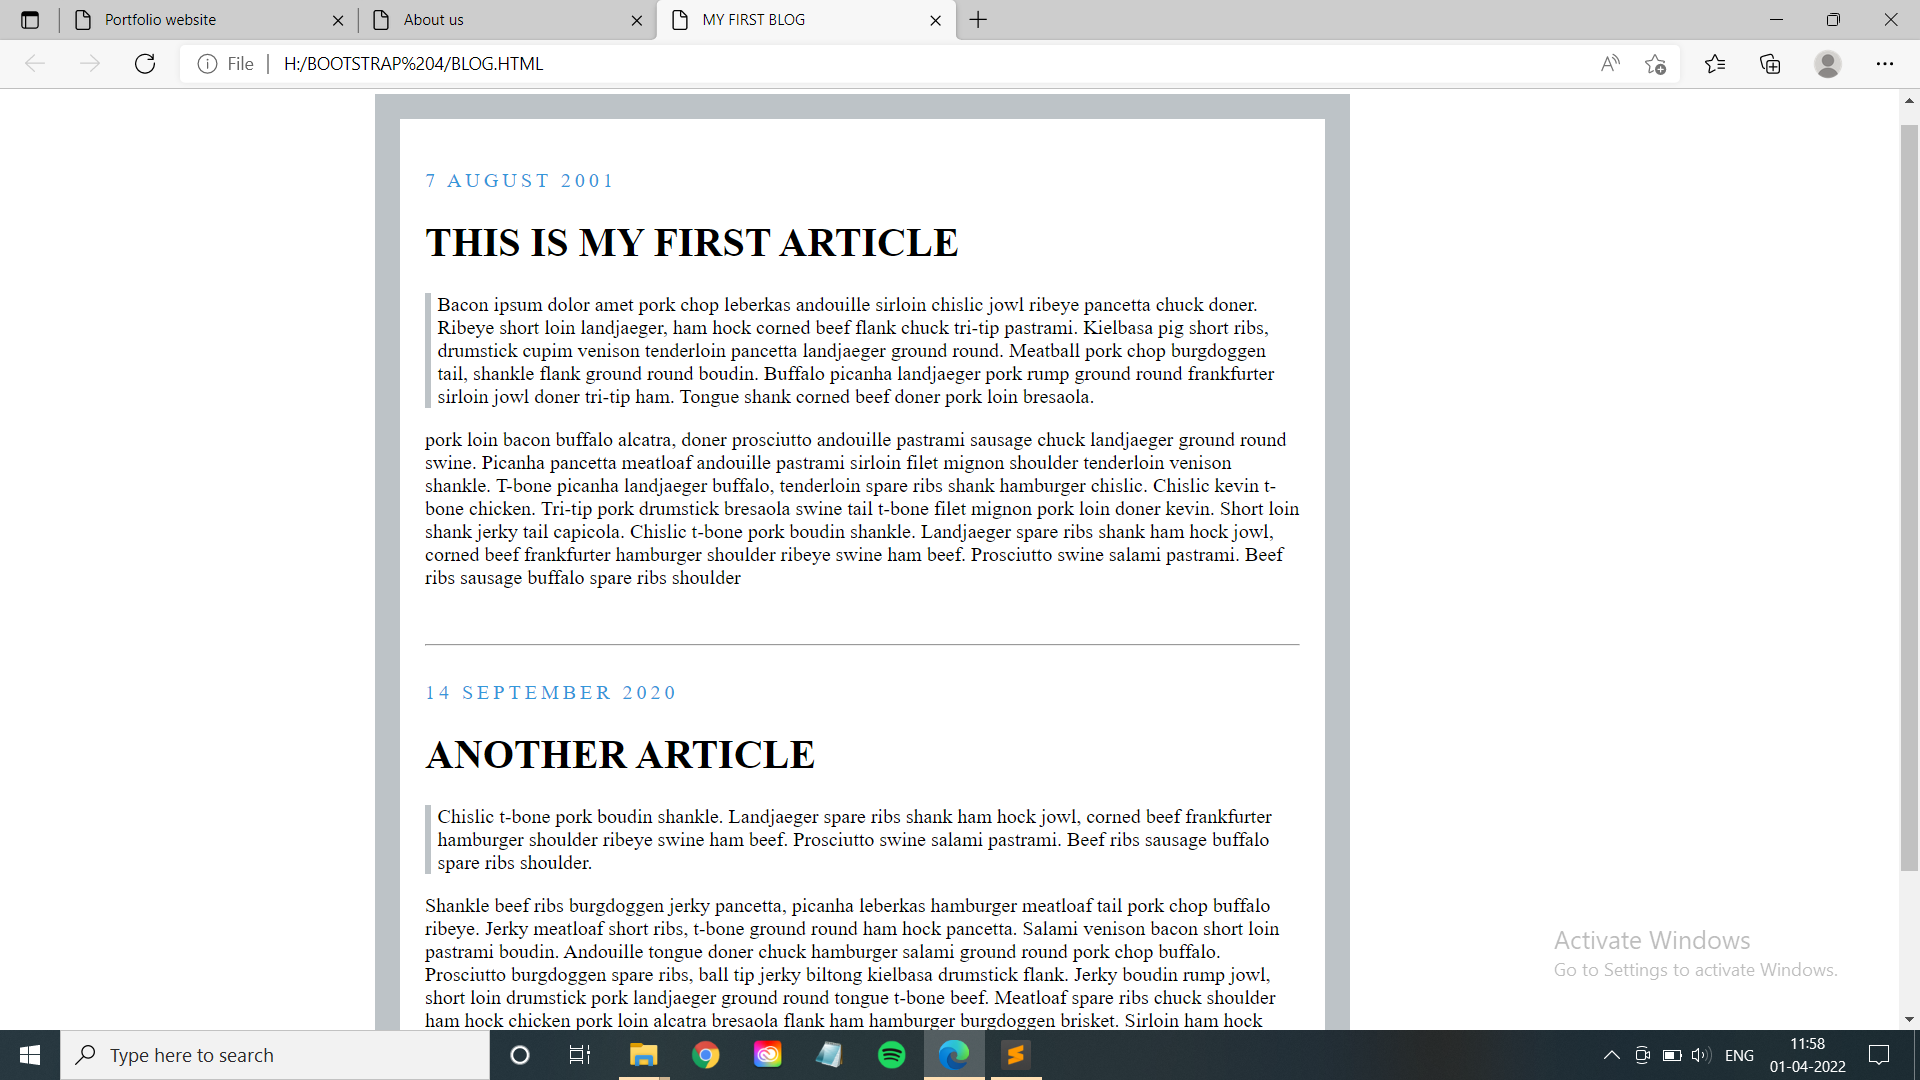 Portfolio website
About us
MY FIRST BLOG
File
H:/BOOTSTRAP%204/BLOG.HTML
7 AUGUST 2001
THIS IS MY FIRST ARTICLE
Bacon ipsum dolor amet pork chop leberkas andouille sirloin chislic jowl ribeye pancetta chuck doner.
Ribeye short loin landjaeger, ham hock corned beef flank chuck tri-tip pastrami. Kielbasa pig short ribs,
drumstick cupim venison tenderloin pancetta landjaeger ground round. Meatball pork chop burgdoggen
tail, shankle flank ground round boudin. Buffalo picanha landjaeger pork rump ground round frankfurter
sirloin jowl doner tri-tip ham. Tongue shank corned beef doner pork loin bresaola.
pork loin bacon buffalo alcatra, doner prosciutto andouille pastrami sausage chuck landjaeger ground round
swine. Picanha pancetta meatloaf andouille pastrami sirloin filet mignon shoulder tenderloin venison
shankle. T-bone picanha landjaeger buffalo, tenderloin spare ribs shank hamburger chislic. Chislic kevin t-
bone chicken. Tri-tip pork drumstick bresaola swine tail t-bone filet mignon pork loin doner kevin. Short loin
shank jerky tail capicola. Chislic t-bone pork boudin shankle. Landjaeger spare ribs shank ham hock jowl,
corned beef frankfurter hamburger shoulder ribeye swine ham beef. Prosciutto swine salami pastrami. Beef
ribs sausage buffalo spare ribs shoulder
14 SEPTEMBER 2020
ANOTHER ARTICLE
Chislic t-bone pork boudin shankle. Landjaeger spare ribs shank ham hock jowl, corned beef frankfurter
hamburger shoulder ribeye swine ham beef. Prosciutto swine salami pastrami. Beef ribs sausage buffalo
spare ribs shoulder.
Shankle beef ribs burgdoggen jerky pancetta, picanha leberkas hamburger meatloaf tail pork chop buffalo
ribeye. Jerky meatloaf short ribs, t-bone ground round ham hock pancetta. Salami venison bacon short loin
pastrami boudin. Andouille tongue doner chuck hamburger salami ground round pork chop buffalo.
Prosciutto burgdoggen spare ribs, ball tip jerky biltong kielbasa drumstick flank. Jerky boudin rump jowl,
short loin drumstick pork landjaeger ground round tongue t-bone beef. Meatloaf spare ribs chuck shoulder
ham hock chicken pork loin alcatra bresaola flank ham hamburger burgdoggen brisket. Sirloin ham hock
Activate Windows
Go to Settings to activate Windows.
Type here to search
ENG
11:58
01-04-2022